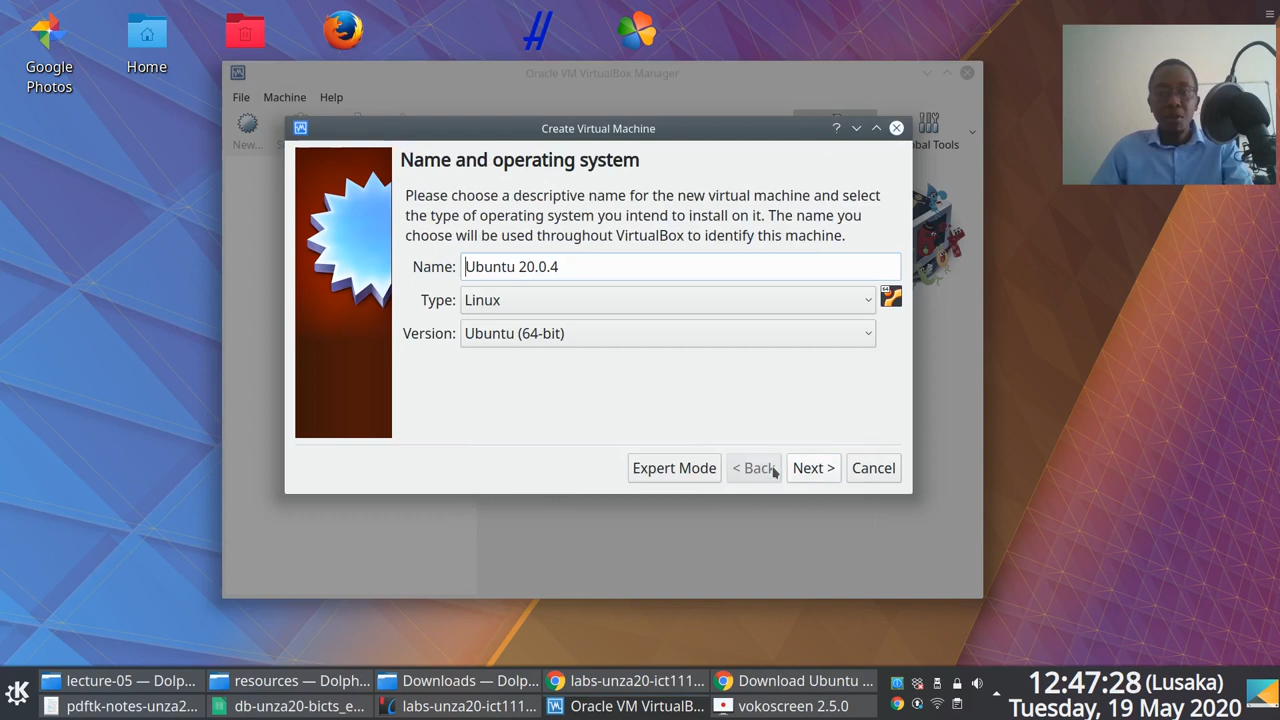 Google
Photos
Home
Oracle VM VirtualBox Manager
File Machine Help
New...
bal Tools
Create Virtual Machine
?
Name and operating system
Please choose a descriptive name for the new virtual machine and select
the type of operating system you intend to install on it. The name you
choose will be used throughout VirtualBox to identify this machine.
Name: Ubuntu 20.0.4
Type: Linux
64
Version: Ubuntu (64-bit)
Expert Mode < Back Next > Cancel
lecture-05 — Dolp... resources — Dolph... Downloads — Dolp... labs-unza20-ict111... Download Ubuntu ...
pdftk-notes-unza2... db-unza20-bicts_e... labs-unza20-ict111... Oracle VM VirtualB... vokoscreen 2.5.0
12:47:28 (Lusaka)
Tuesday, 19 May 2020